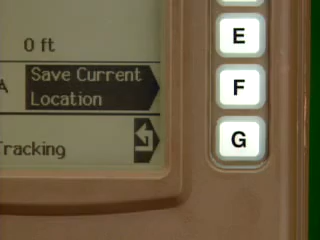 0 ft
E
Save Current
Location
F
Tracking
G